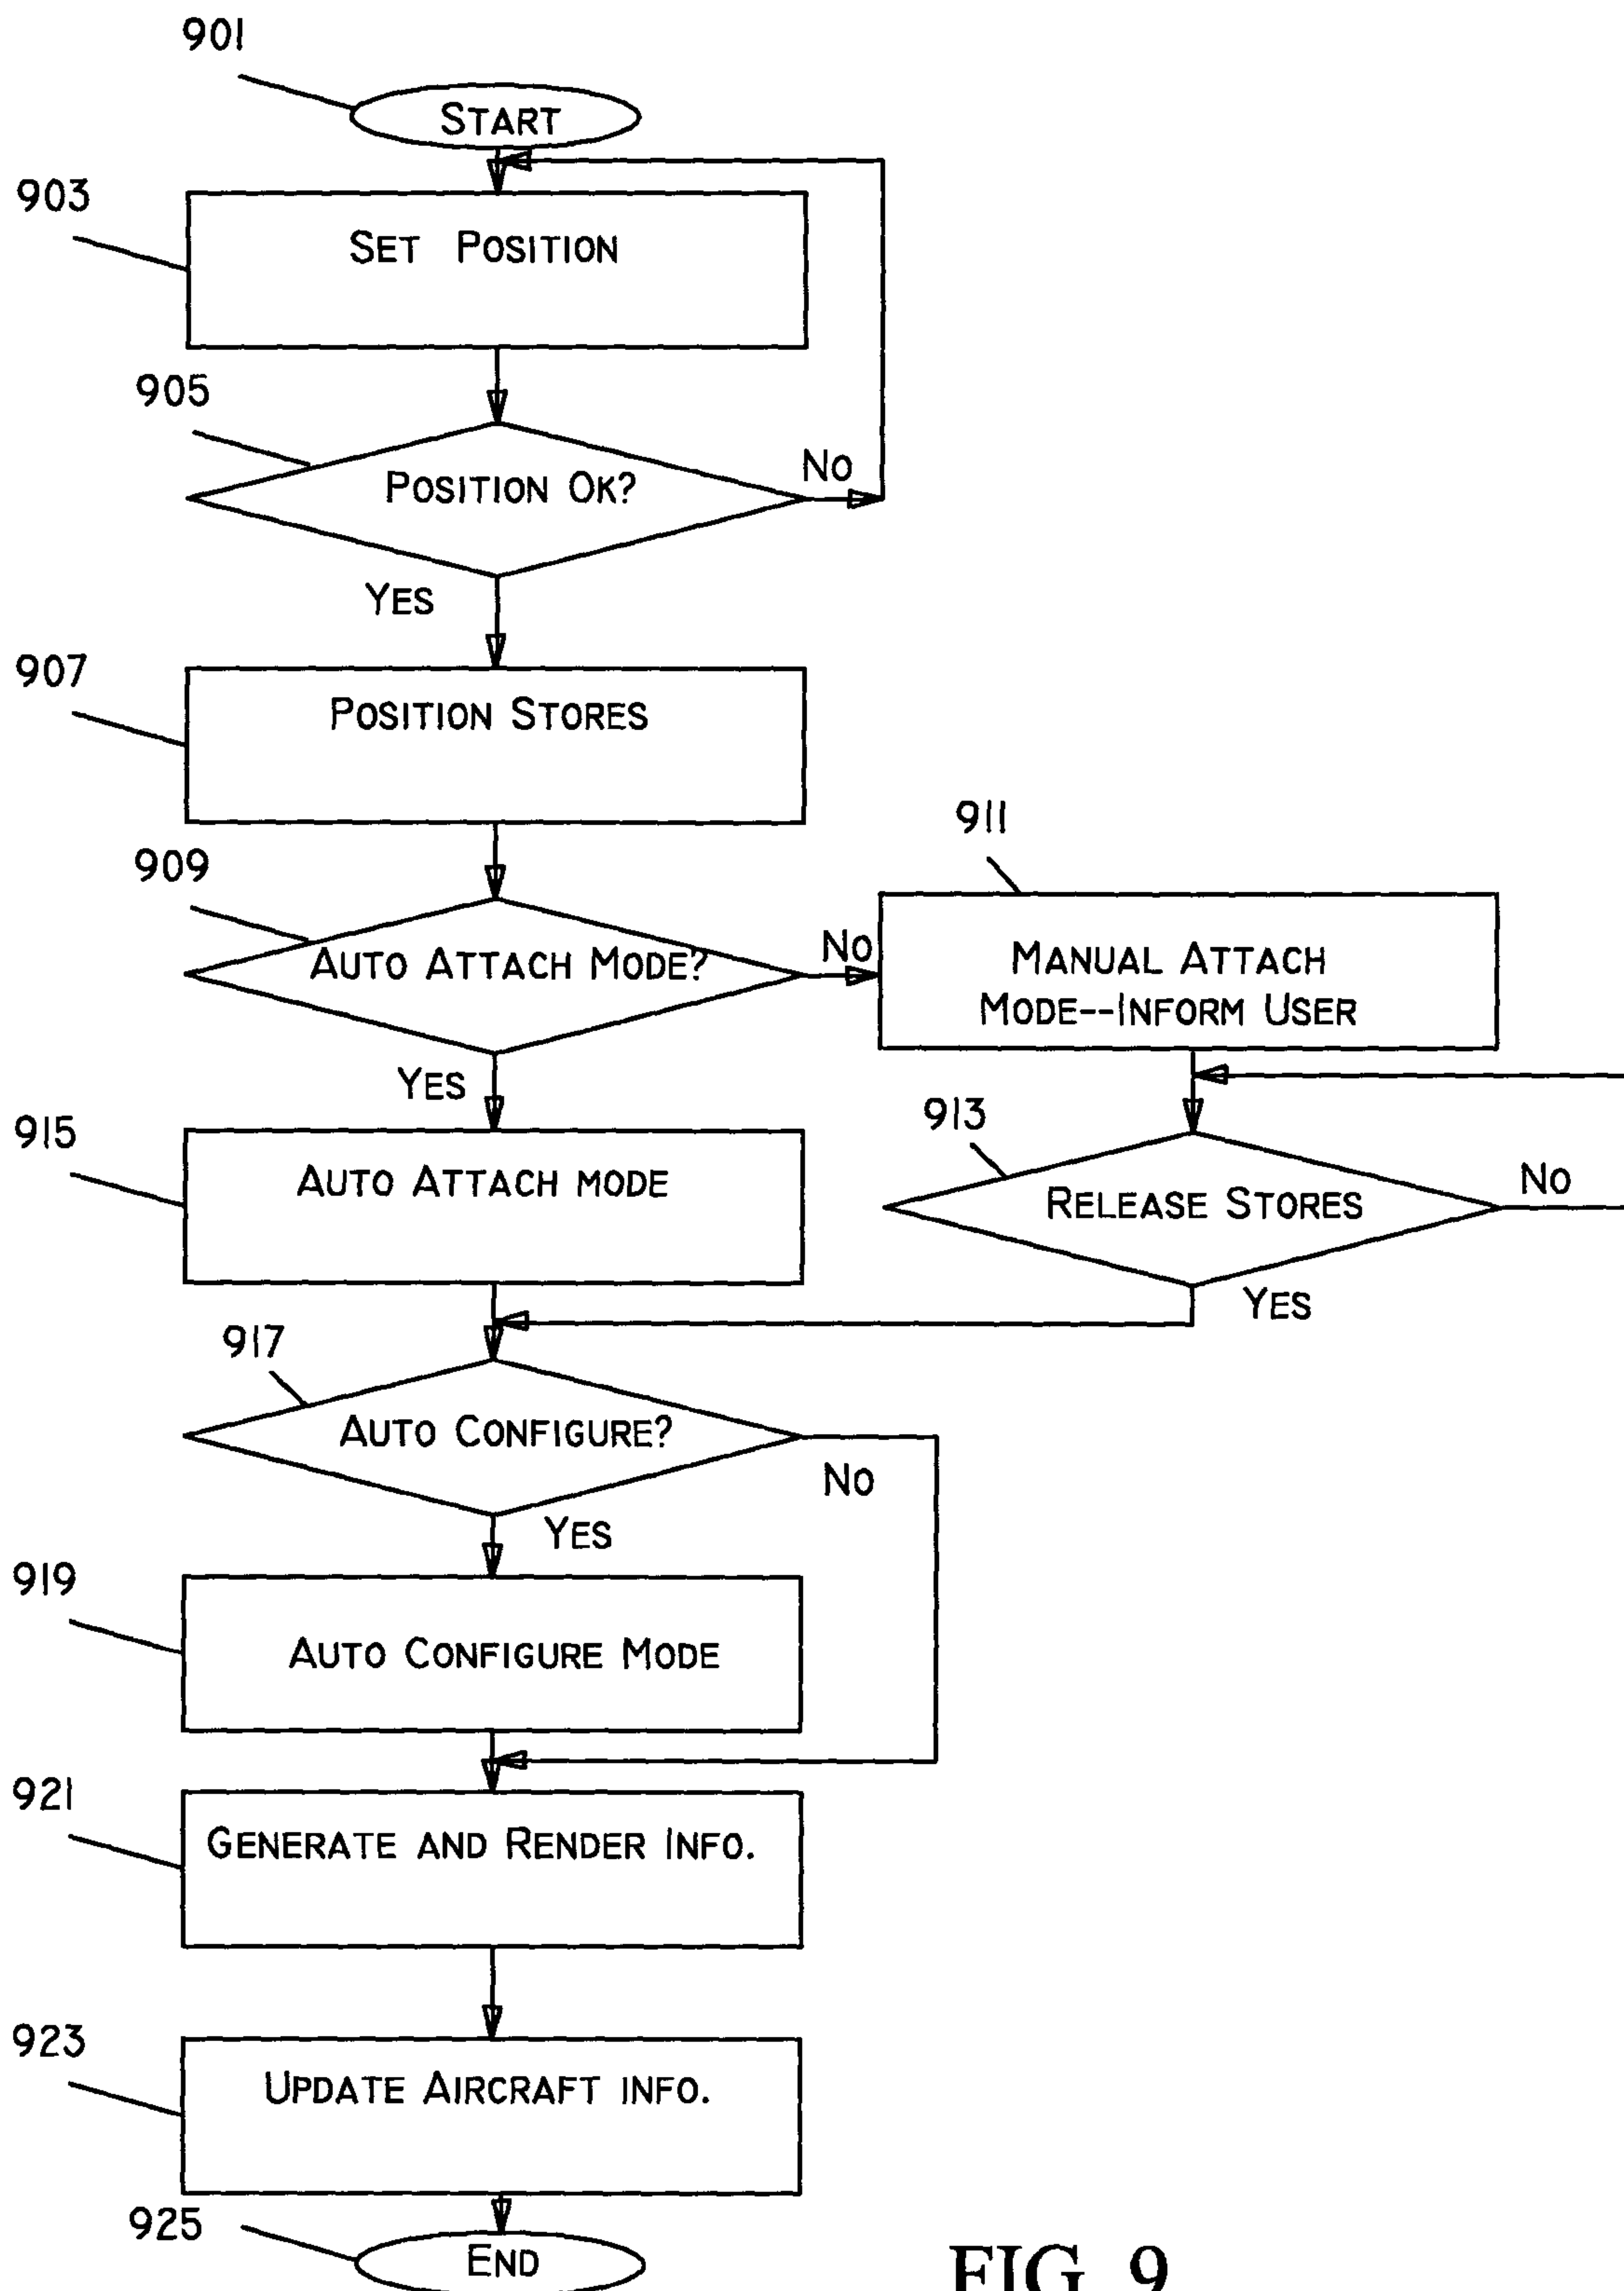 901
START
903
SET POSITION
905
POSITION OK?
NO
YES
907
POSITION STORES
909
AUTO ATTACH MODE?
NO
911
MANUAL ATTACH
MODE--INFORM USER
YES
915
AUTO ATTACH MODE
913
RELEASE STORES
NO
YES
917
AUTO CONFIGURE?
NO
YES
919
AUTO CONFIGURE MODE
921
GENERATE AND RENDER INFO.
923
UPDATE AIRCRAFT INFO.
925
END
FIG. 9